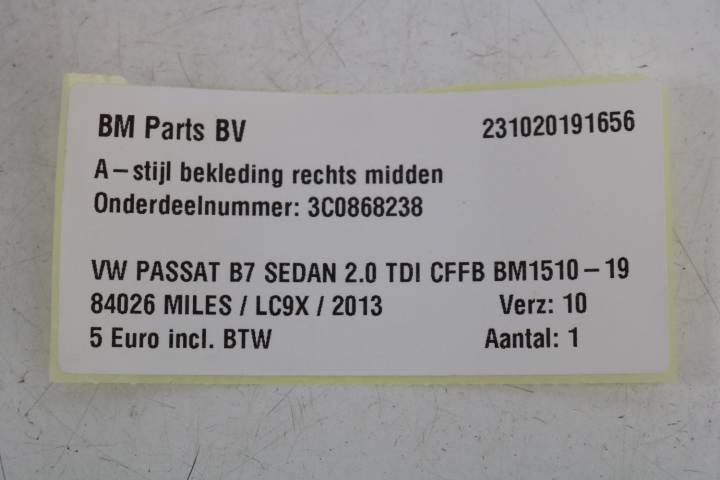 BM Parts BV 231020191656
A-stijl bekleding rechts midden
Onderdeelnummer: 3C0868238
VW PASSAT B7 SEDAN 2.0 TDI CFFB BM1510-19
84026 MILES / LC9X / 2013 Verz: 10
5 Euro incl. BTW Aantal: 1